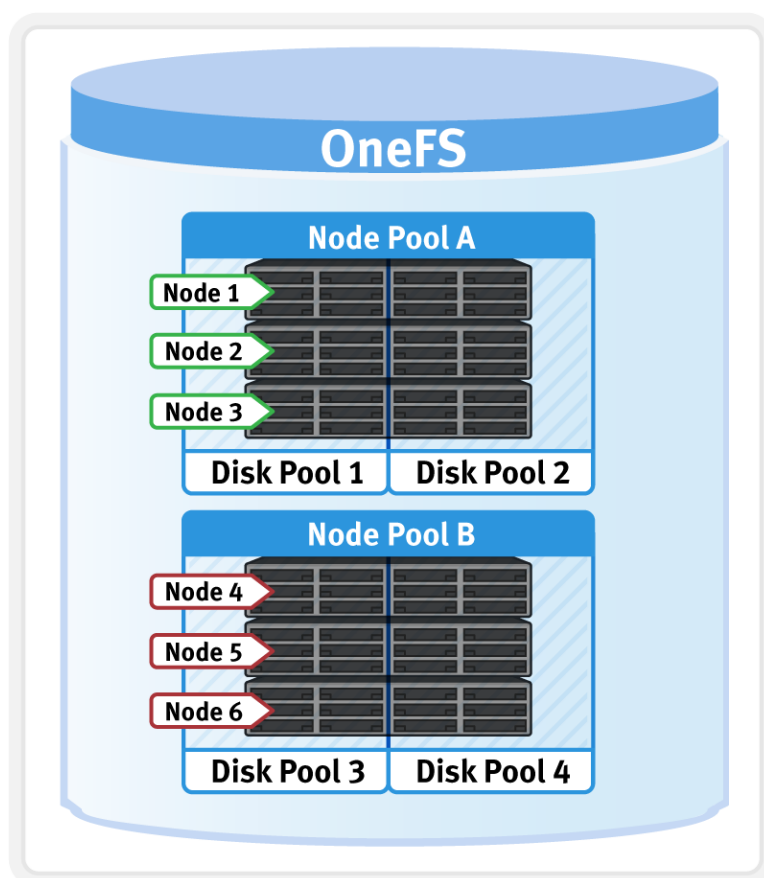 OneFS
Node Pool A
Node 1
Node 2
Node 3
Disk Pool 1
Disk Pool 2
Node Pool B
Node 4
Node 5
Node 6
Disk Pool 3
Disk Pool 4